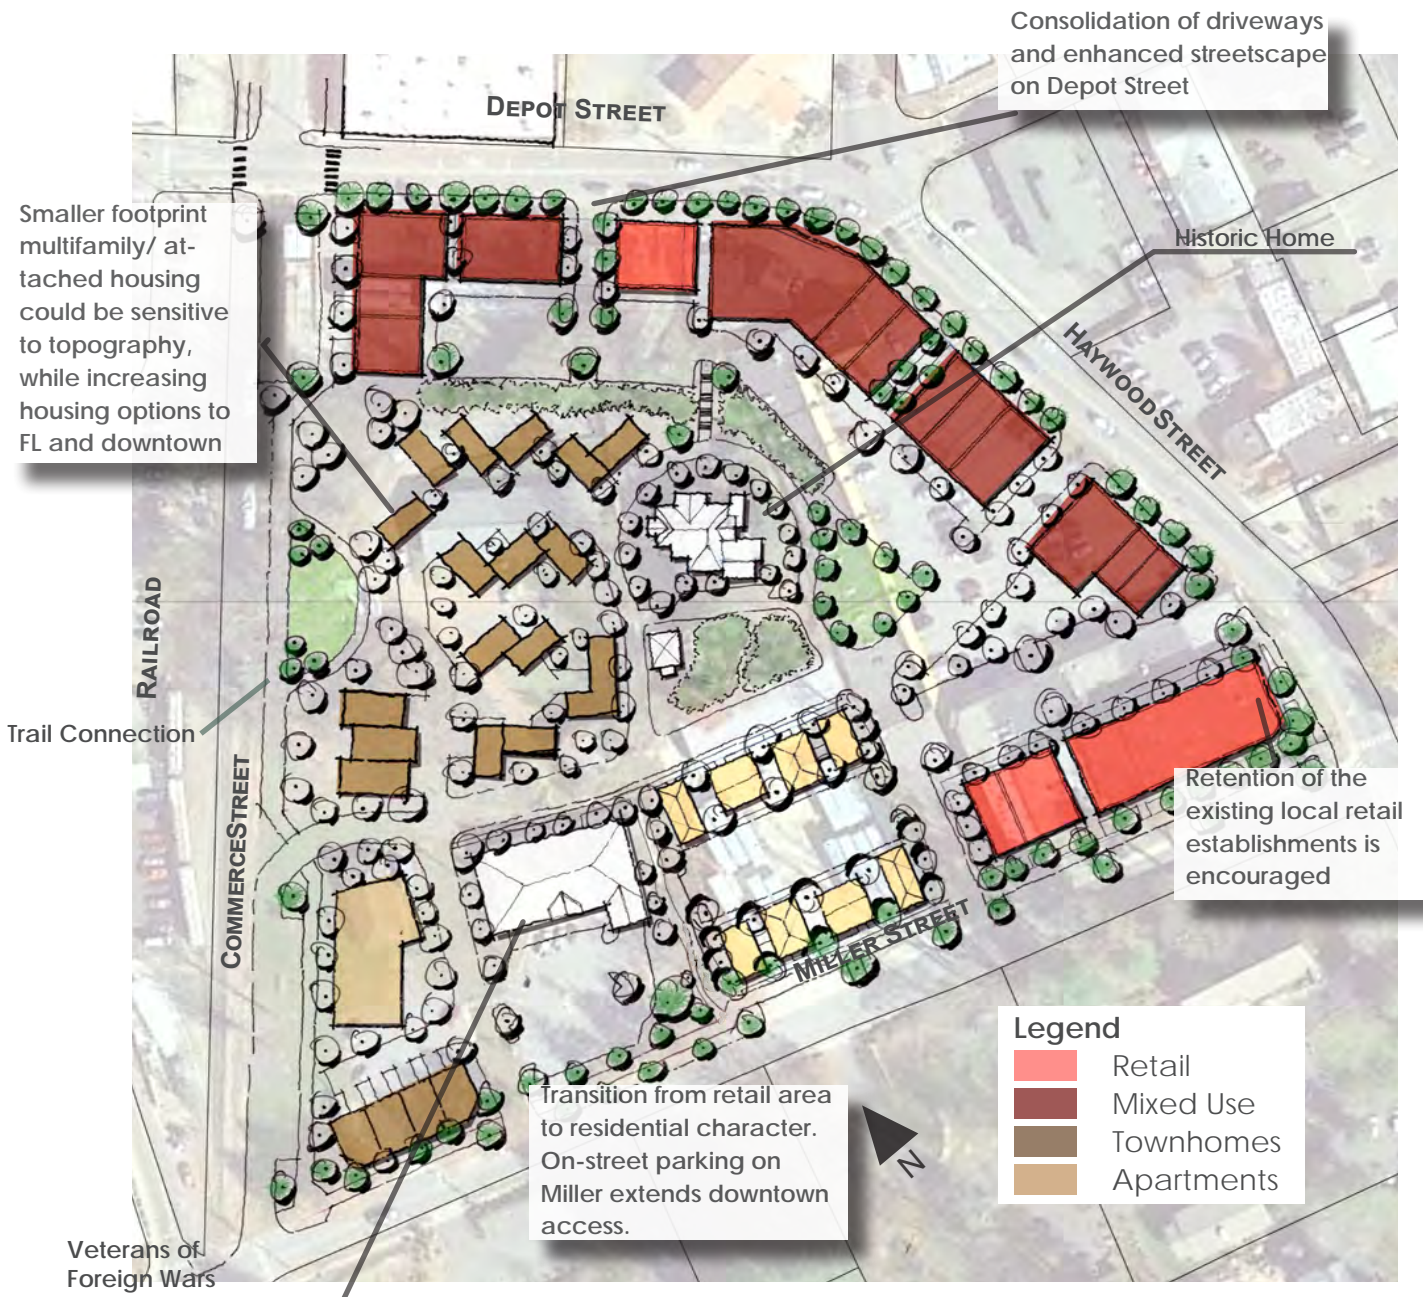 Consolidation of driveways
and enhanced streetscape
on Depot Street
DEPOT STREET
Smaller footprint
multifamily/ at-
tached housing
could be sensitive
to topography,
while increasing
housing options to
FL and downtown
Historic Home
HAYWOOD STREET
RAILROAD
Trail Connection
COMMERCE STREET
Retention of the
existing local retail
establishments is
encouraged
MILLER STREET
Legend
Retail
Mixed Use
Townhomes
Apartments
Transition from retail area
to residential character.
On-street parking on
Miller extends downtown
access.
N
Veterans of
Foreign Wars